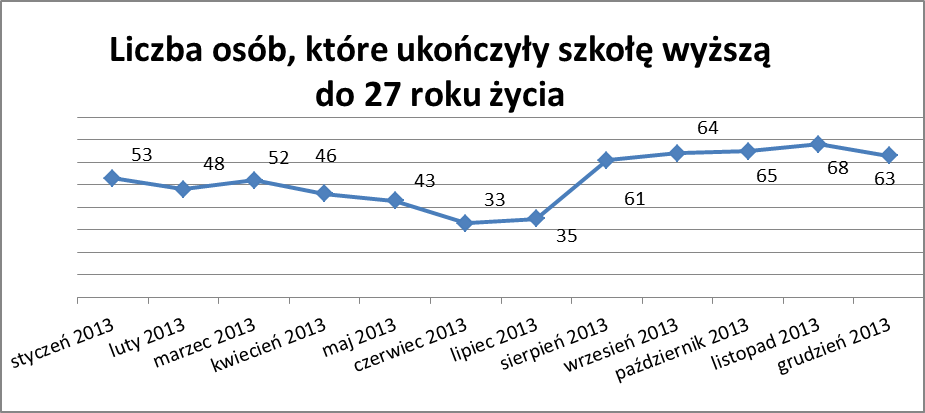 Liczba osób, które ukończyły szkołę wyższą
do 27 roku życia
53
48
52
46
43
33
35
61
64
65
68
63
styczeń 2013
luty 2013
marzec 2013
kwiecień 2013
maj 2013
czerwiec 2013
lipiec 2013
sierpień 2013
wrzesień 2013
październik 2013
listopad 2013
grudzień 2013